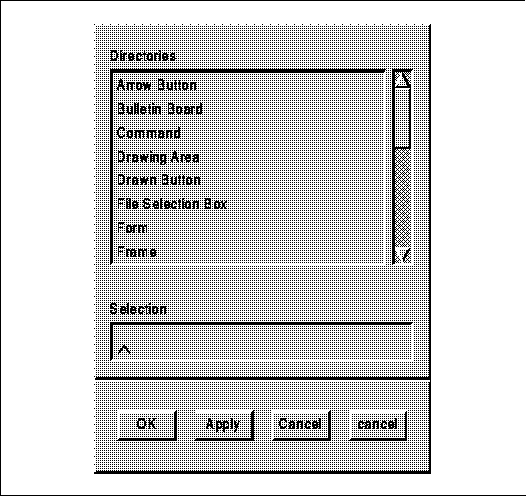 Directories
Arrow Button
Bulletin Board
Command
Drawing Area
Drawn Button
File Selection Box
Form
Frame
Selection
OK Apply Cancel cancel